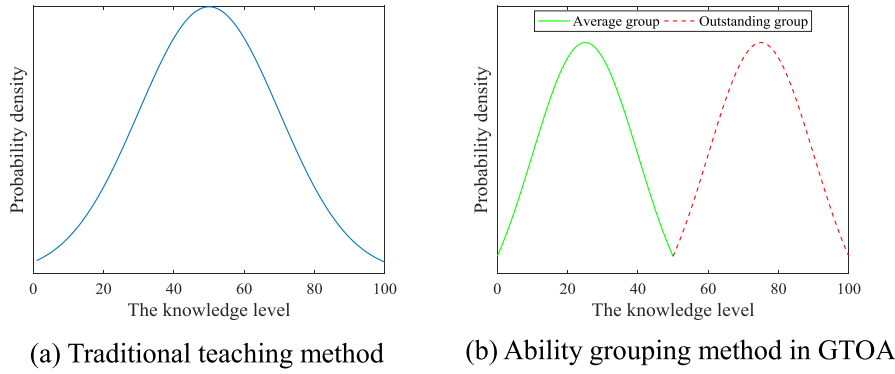 Probability density
0 20 40 60 80 100
The knowledge level
(a) Traditional teaching method
Average group Outstanding group
Probability density
0 20 40 60 80 100
The knowledge level
(b) Ability grouping method in GTOA